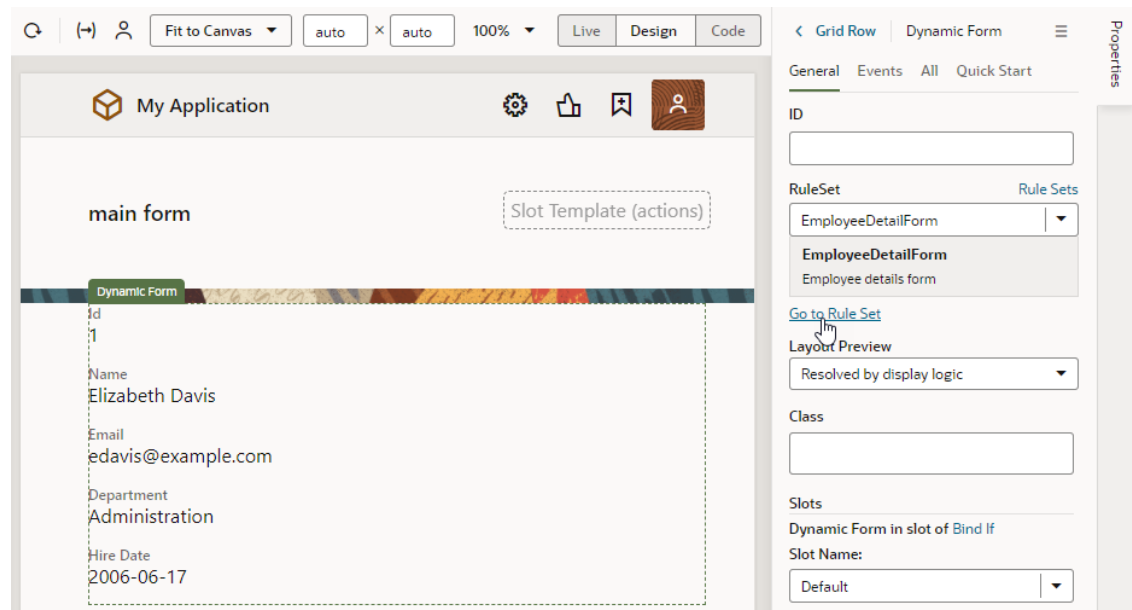 Fit to Canvas
auto × auto
100%
Live Design Code
My Application
main form
Slot Template (actions)
Dynamic Form
Id
1
Name
Elizabeth Davis
Email
edavis@example.com
Department
Administration
Hire Date
2006-06-17
Grid Row Dynamic Form
General Events All Quick Start
ID
RuleSet Rule Sets
EmployeeDetailForm
EmployeeDetailForm
Employee details form
Go to Rule Set
Layout Preview
Resolved by display logic
Class
Slots
Dynamic Form in slot of Bind If
Slot Name:
Default
Properties